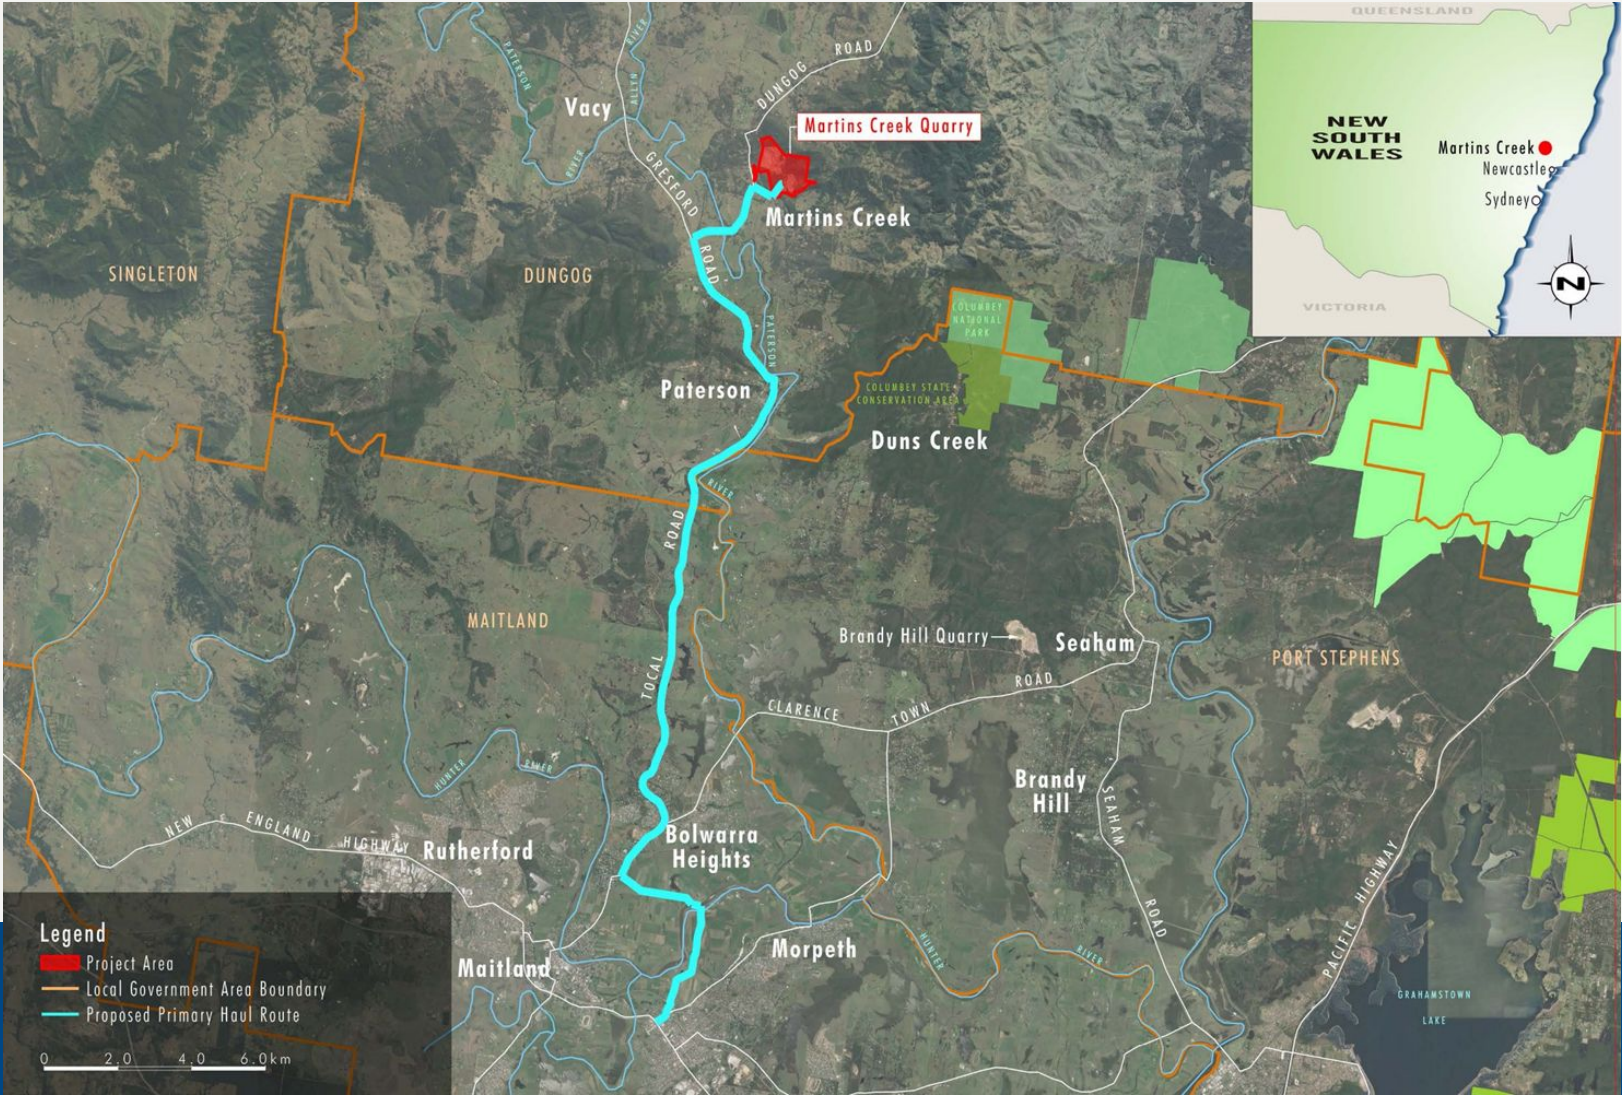 QUEENSLAND
NEW
SOUTH
WALES
Martins Creek
Newcastle
Sydney
VICTORIA
N
PATERSON
RIVER
ALLYN
RIVER
DUNGOG
ROAD
Vacy
Martins Creek Quarry
GRESFORD
ROAD
Martins Creek
SINGLETON
DUNGOG
COLUMBEY
NATIONAL
PARK
PATERSON
Paterson
COLUMBEY STATE
CONSERVATION AREA
Duns Creek
RIVER
ROAD
TOCAL
MAITLAND
Brandy Hill Quarry
Seaham
PORT STEPHENS
CLARENCE
TOWN
ROAD
HUNTER
RIVER
Brandy
Hill
SEAHAM
ROAD
NEW
ENGLAND
HIGHWAY
Rutherford
Bolwarra
Heights
PACIFIC HIGHWAY
Maitland
Morpeth
HUNTER
RIVER
GRAHAMSTOWN
LAKE
Legend
Project Area
Local Government Area Boundary
Proposed Primary Haul Route
0 2.0 4.0 6.0km